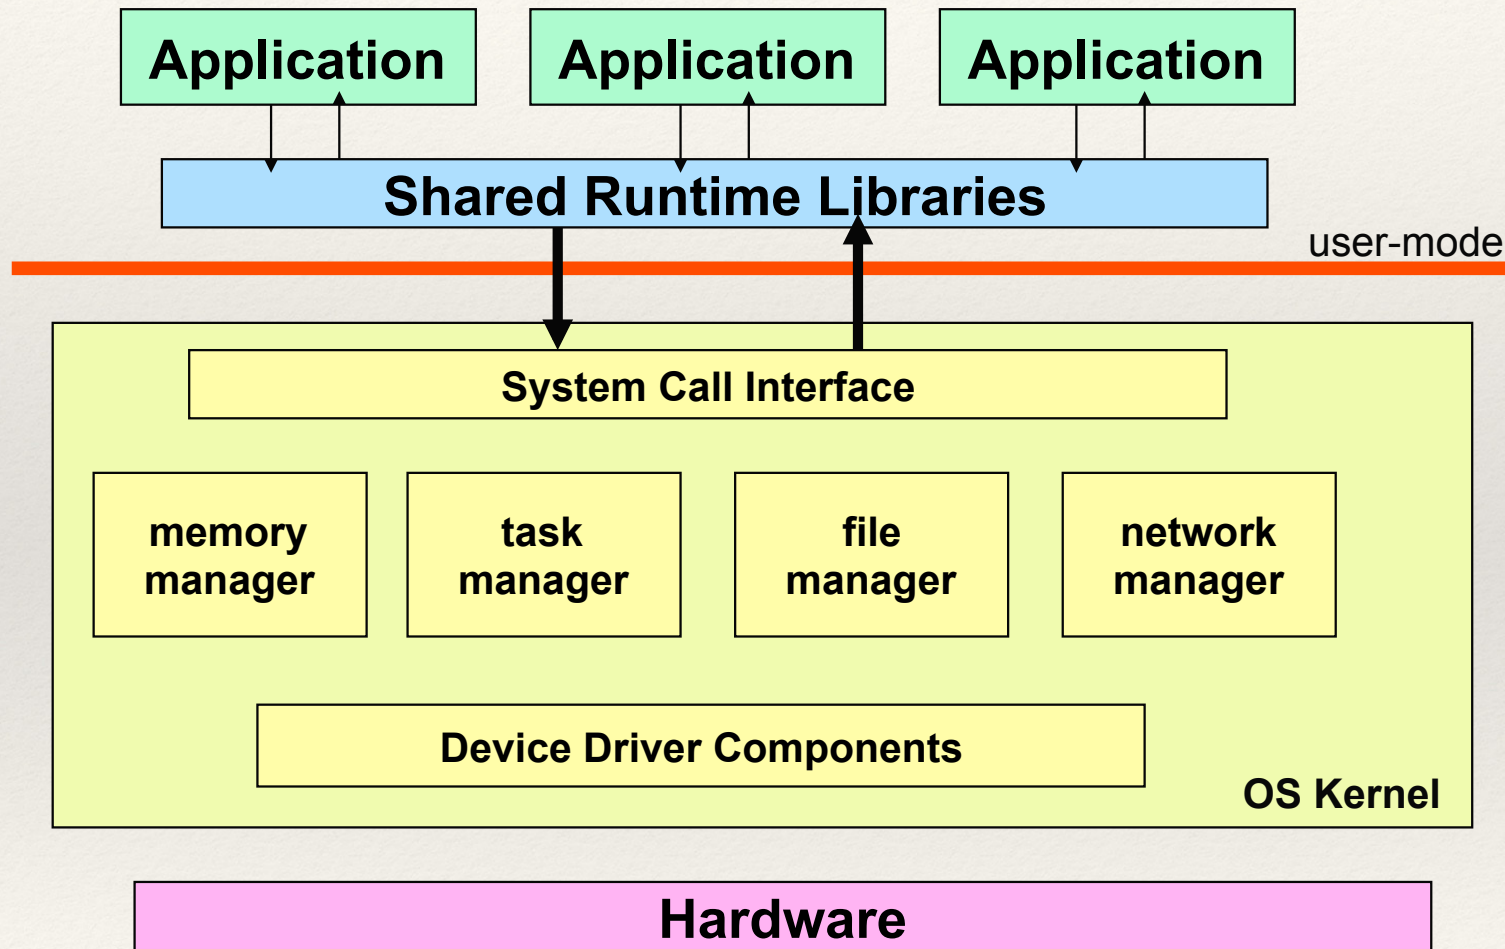 Application Application Application
Shared Runtime Libraries
user-mode
System Call Interface
memory
manager
task
manager
file
manager
network
manager
Device Driver Components
OS Kernel
Hardware